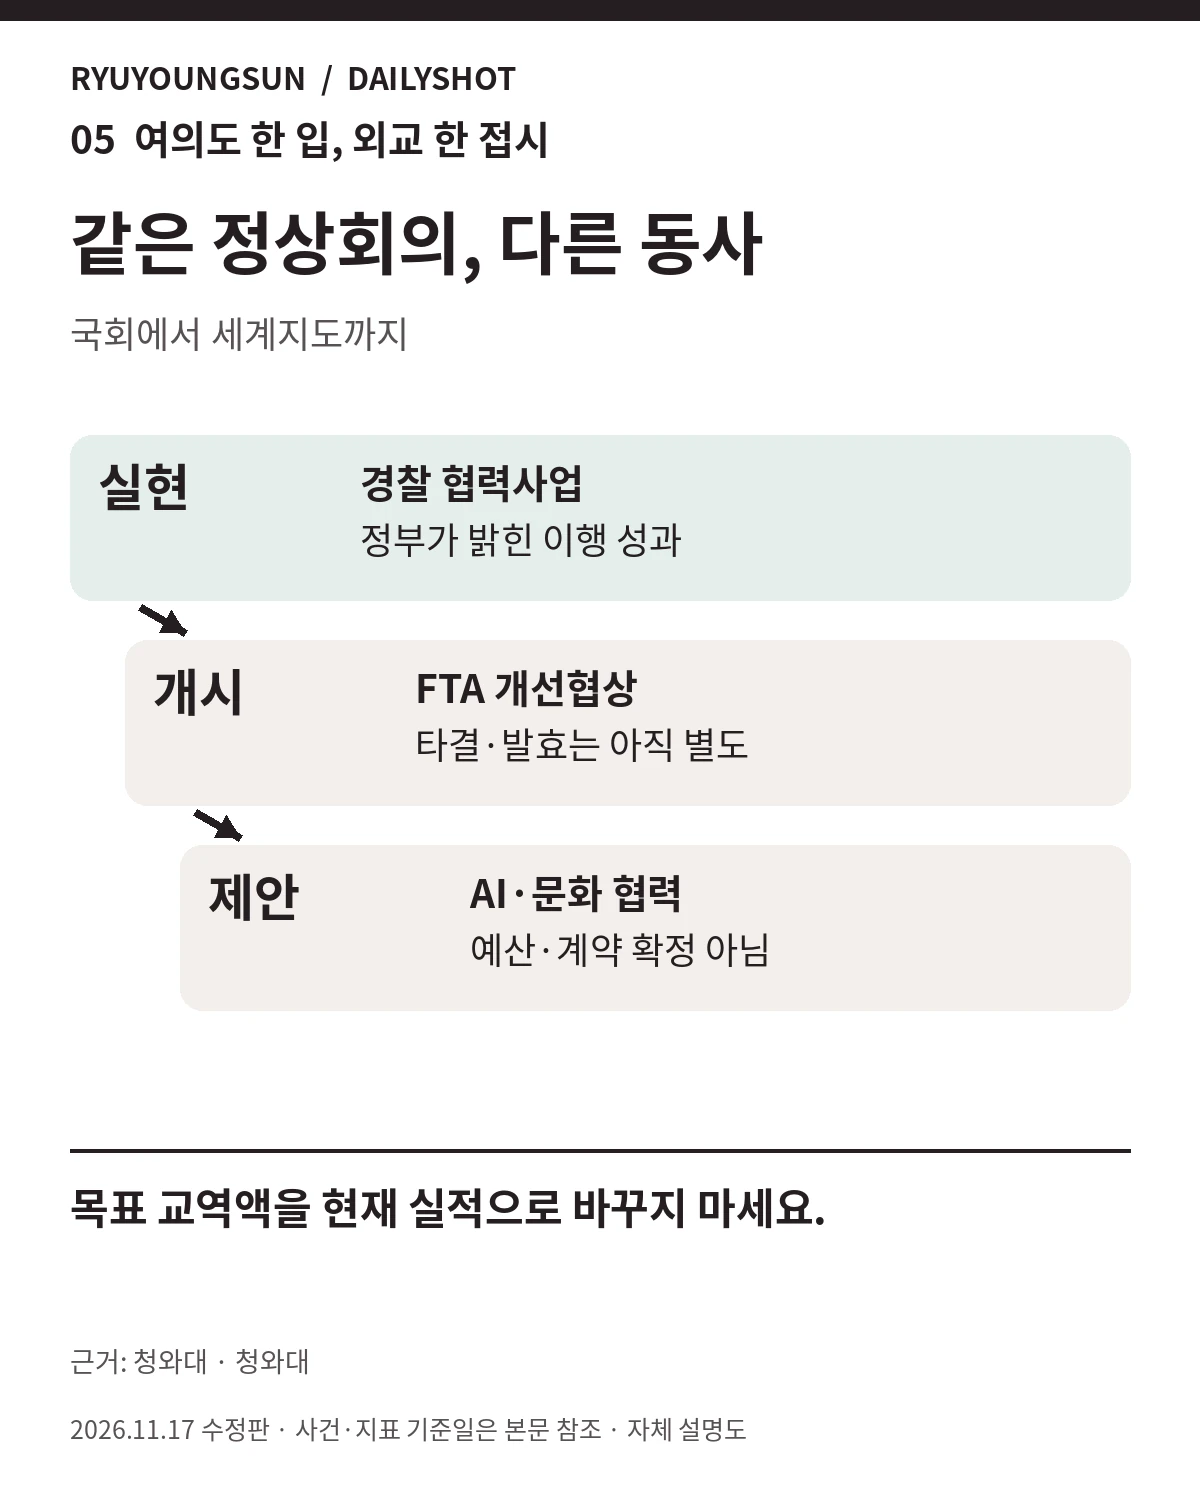 RYUYOUNGSUN / DAILYSHOT
05 여의도 한 입, 외교 한 접시
같은 정상회의, 다른 동사
국회에서 세계지도까지
실현
경찰 협력사업
정부가 밝힌 이행 성과
개시
FTA 개선협상
타결·발효는 아직 별도
제안
AI·문화 협력
예산·계약 확정 아님
목표 교역액을 현재 실적으로 바꾸지 마세요.
근거: 청와대 · 청와대
2026.11.17 수정판 · 사건·지표 기준일은 본문 참조 · 자체 설명도